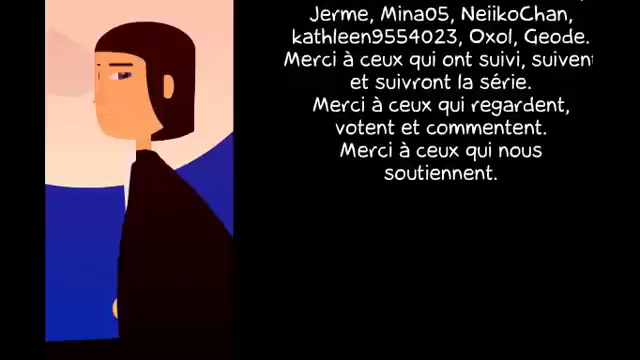 Jerme, Mina05, NeiikoChan,
kathleen9554023, Oxol, Geode.
Merci à ceux qui ont suivi, suivent
et suivront la série.
Merci à ceux qui regardent,
votent et commentent.
Merci à ceux qui nous
soutiennent.